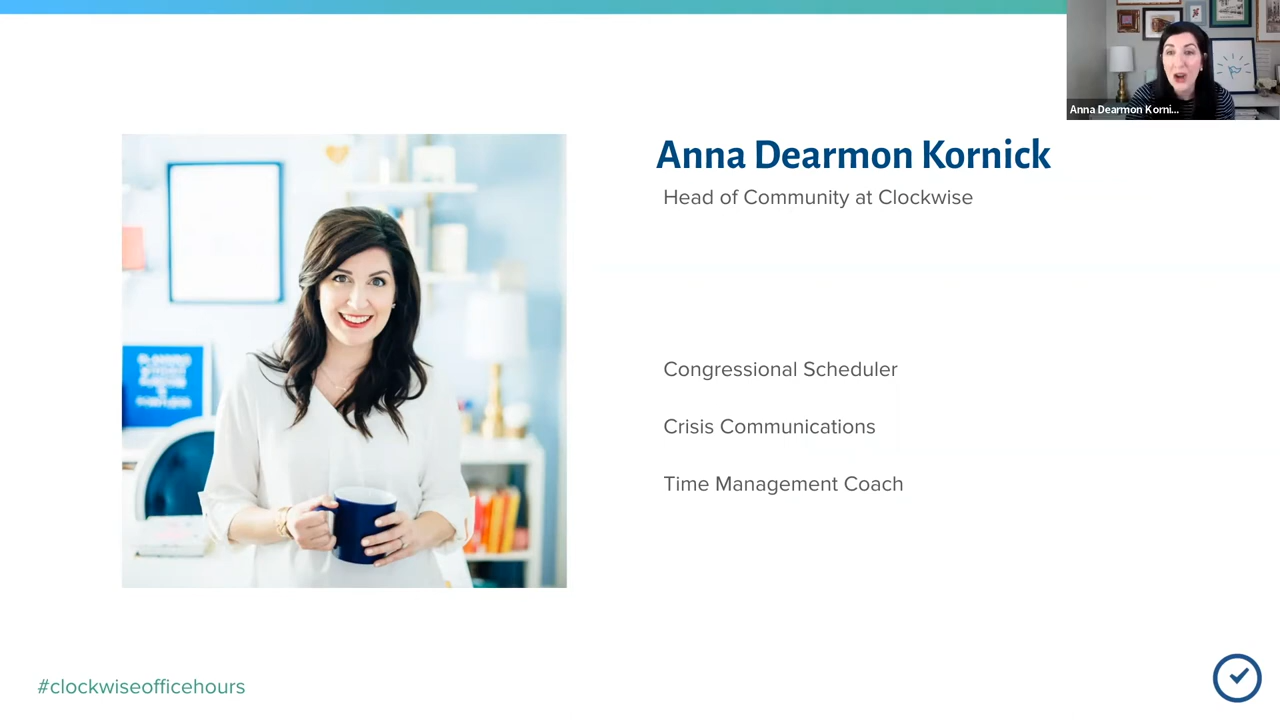 Anna Dearmon Korni...
Anna Dearmon Kornick
Head of Community at Clockwise
Congressional Scheduler
Crisis Communications
Time Management Coach
#clockwiseofficehours